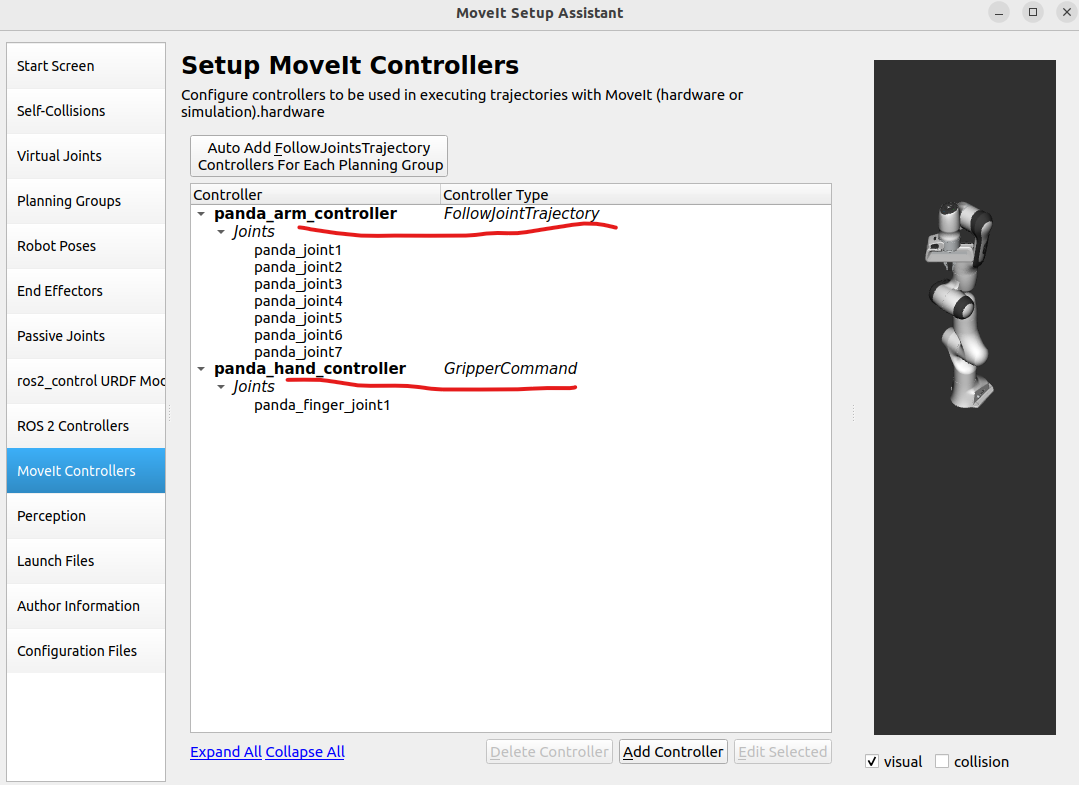 MoveIt Setup Assistant
Start Screen
Self-Collisions
Virtual Joints
Planning Groups
Robot Poses
End Effectors
Passive Joints
ros2_control URDF Moc
ROS 2 Controllers
MoveIt Controllers
Perception
Launch Files
Author Information
Configuration Files
Setup MoveIt Controllers
Configure controllers to be used in executing trajectories with MoveIt (hardware or
simulation).hardware
Auto Add FollowJointsTrajectory
Controllers For Each Planning Group
Controller Controller Type
panda_arm_controller FollowJointTrajectory
Joints
panda_joint1
panda_joint2
panda_joint3
panda_joint4
panda_joint5
panda_joint6
panda_joint7
panda_hand_controller GripperCommand
Joints
panda_finger_joint1
Expand All Collapse All Delete Controller Add Controller Edit Selected
visual collision